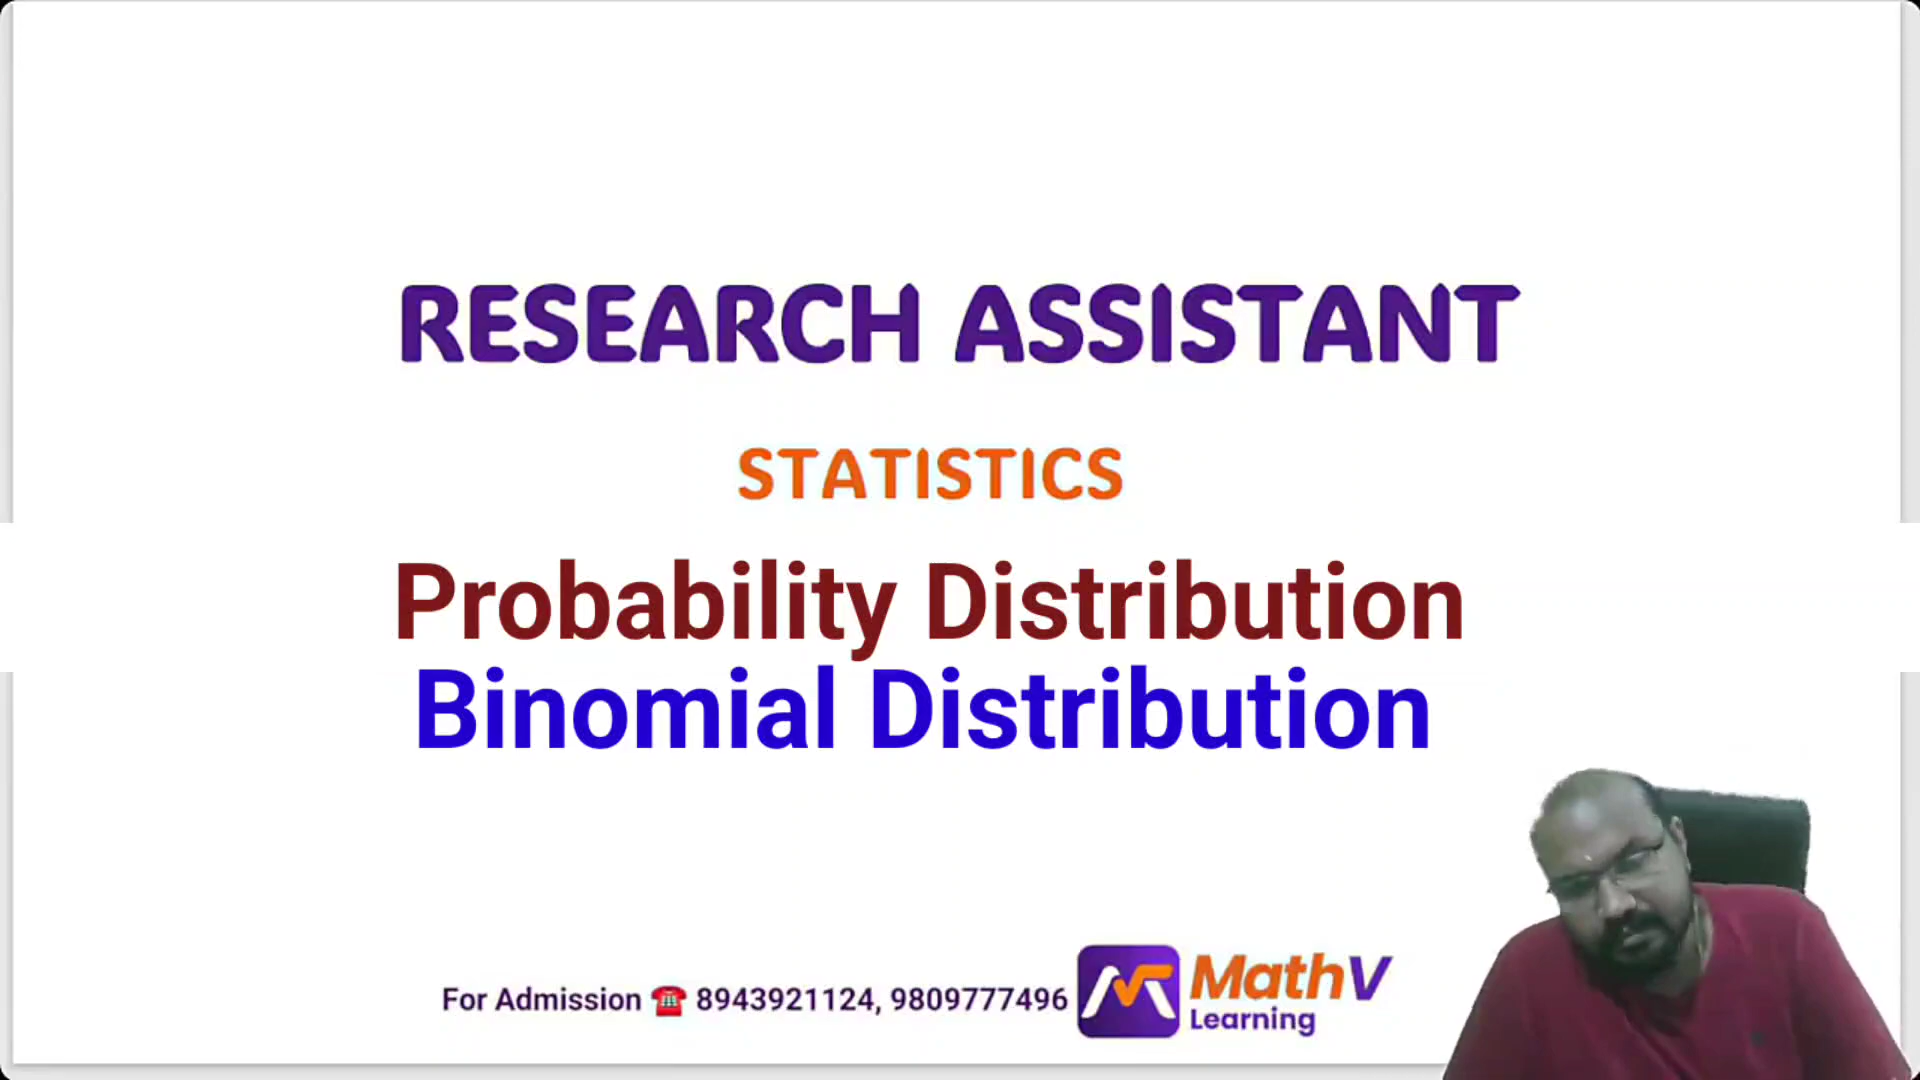 RESEARCH ASSISTANT
STATISTICS
Probability Distribution
Binomial Distribution
For Admission ☎️ 8943921124, 9809777496
MathV
Learning